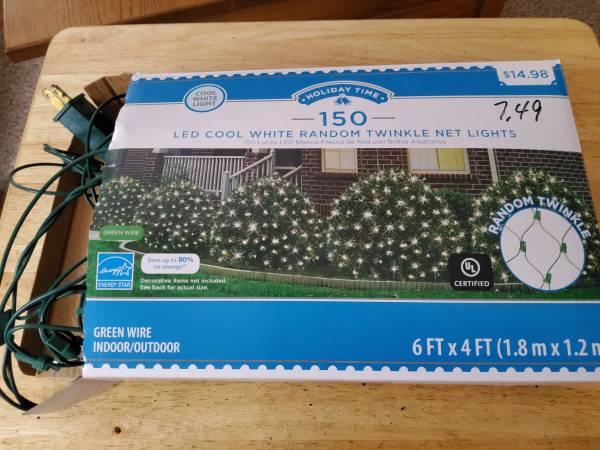 $14.98
COOL
WHITE
LIGHT
• HOLIDAY TIME •
7.49
—150—
LED COOL WHITE RANDOM TWINKLE NET LIGHTS
150 Luces LED Blanco Fresco de Red con Brillos Aleatorios
RANDOM TWINKLE
GREEN WIRE
Save up to 80%
on energy!
ENERGY STAR
Decorative items not included.
See back for actual size.
UL
CERTIFIED
GREEN WIRE
INDOOR/OUTDOOR
6 FT x 4 FT (1.8 m x 1.2 m